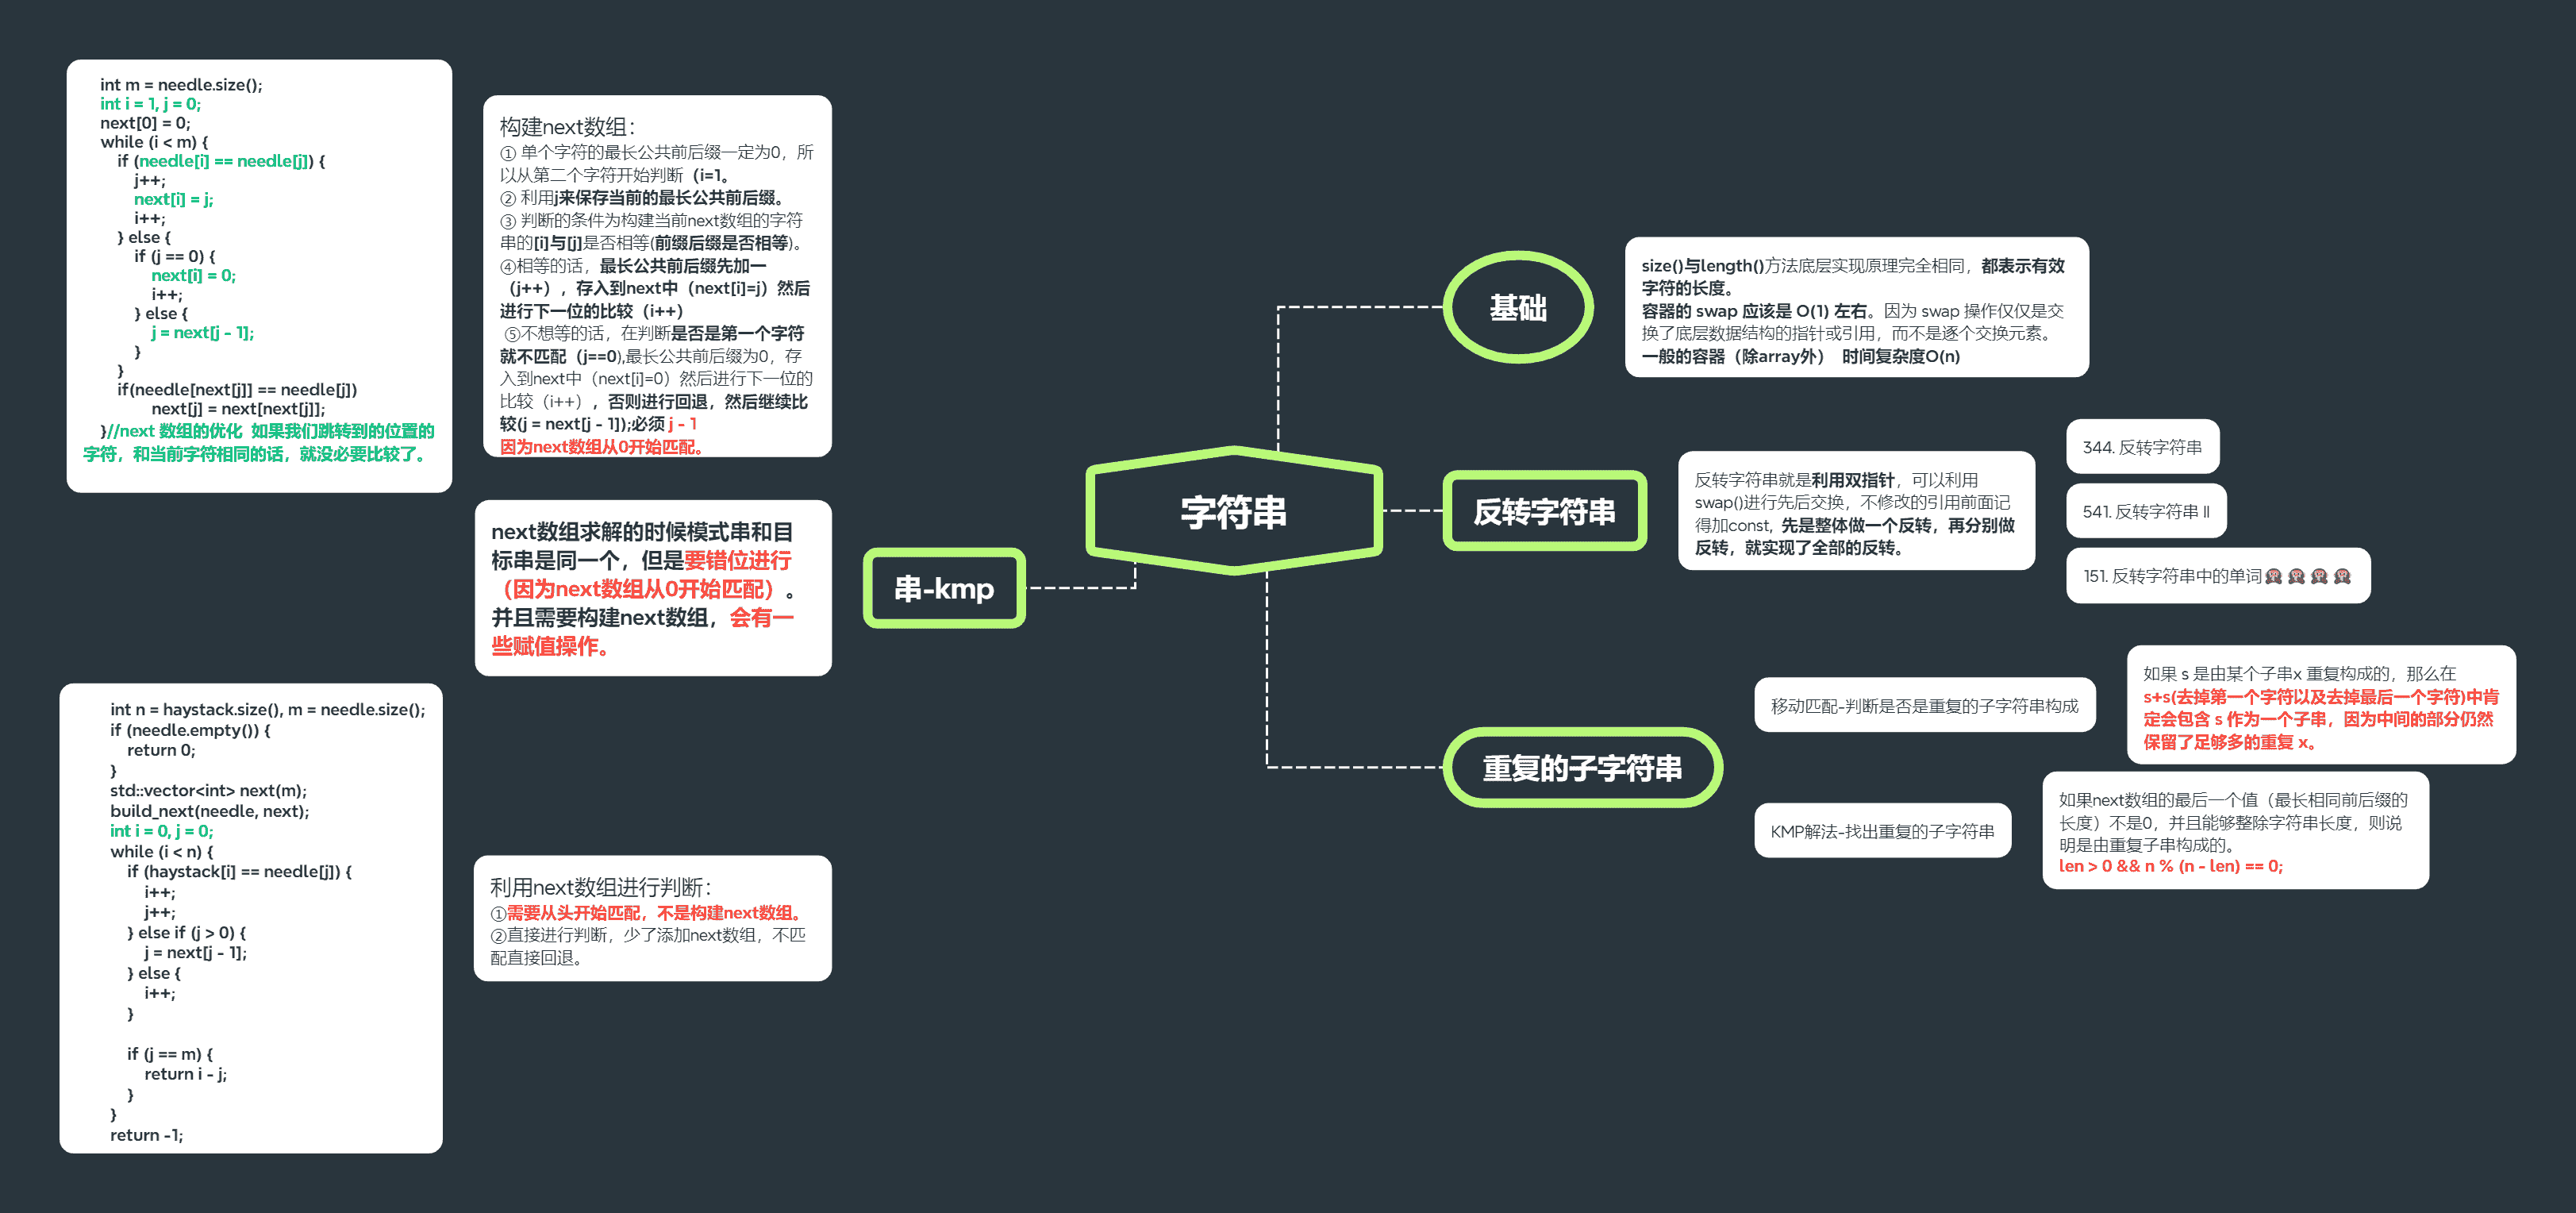 int m = needle.size();
int i = 1, j = 0;
next[0] = 0;
while (i < m) {
if (needle[i] == needle[j]) {
j++;
next[i] = j;
i++;
} else {
if (j == 0) {
next[i] = 0;
i++;
} else {
j = next[j - 1];
}
}
if(needle[next[j]] == needle[j])
next[j] = next[next[j]];
}//next 数组的优化  如果我们跳转到的位置的
字符，和当前字符相同的话，就没必要比较了。
构建next数组：
① 单个字符的最长公共前后缀一定为0，所
以从第二个字符开始判断（i=1。
② 利用j来保存当前的最长公共前后缀。
③ 判断的条件为构建当前next数组的字符
串的[i]与[j]是否相等(前缀后缀是否相等)。
④相等的话，最长公共前后缀先加一
（j++），存入到next中（next[i]=j）然后
进行下一位的比较（i++）
⑤不想等的话，在判断是否是第一个字符
就不匹配（j==0),最长公共前后缀为0，存
入到next中（next[i]=0）然后进行下一位的
比较（i++），否则进行回退，然后继续比
较(j = next[j - 1]);必须 j - 1
因为next数组从0开始匹配。
next数组求解的时候模式串和目
标串是同一个，但是要错位进行
（因为next数组从0开始匹配）。
并且需要构建next数组，会有一
些赋值操作。
串-kmp
int n = haystack.size(), m = needle.size();
if (needle.empty()) {
return 0;
}
std::vector<int> next(m);
build_next(needle, next);
int i = 0, j = 0;
while (i < n) {
if (haystack[i] == needle[j]) {
i++;
j++;
} else if (j > 0) {
j = next[j - 1];
} else {
i++;
}
if (j == m) {
return i - j;
}
}
return -1;
利用next数组进行判断：
①需要从头开始匹配，不是构建next数组。
②直接进行判断，少了添加next数组，不匹
配直接回退。
字符串
基础
size()与length()方法底层实现原理完全相同，都表示有效
字符的长度。
容器的 swap 应该是 O(1) 左右。因为 swap 操作仅仅是交
换了底层数据结构的指针或引用，而不是逐个交换元素。
一般的容器（除array外）  时间复杂度O(n)
反转字符串
反转字符串就是利用双指针，可以利用
swap()进行先后交换，不修改的引用前面记
得加const, 先是整体做一个反转，再分别做
反转，就实现了全部的反转。
344. 反转字符串
541. 反转字符串 II
151. 反转字符串中的单词🙊🙊🙊🙊
重复的子字符串
移动匹配-判断是否是重复的子字符串构成
如果 s 是由某个子串x 重复构成的，那么在
s+s(去掉第一个字符以及去掉最后一个字符)中肯
定会包含 s 作为一个子串，因为中间的部分仍然
保留了足够多的重复 x。
KMP解法-找出重复的子字符串
如果next数组的最后一个值（最长相同前后缀的
长度）不是0，并且能够整除字符串长度，则说
明是由重复子串构成的。
len > 0 && n % (n - len) == 0;